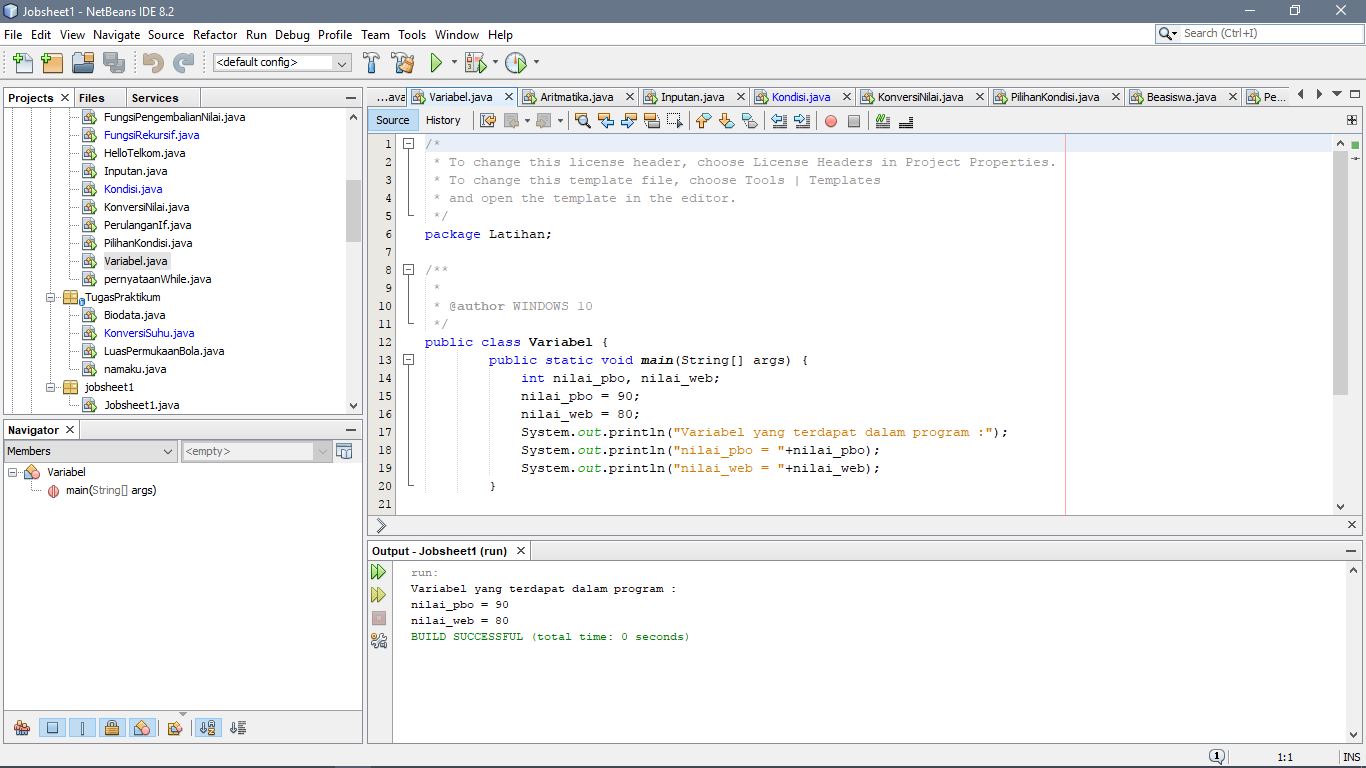 Jobsheet1 - NetBeans IDE 8.2
File Edit View Navigate Source Refactor Run Debug Profile Team Tools Window Help
Search (Ctrl+I)
<default config>
Projects Files Services
FungsiPengembalianNilai.java
FungsiRekursif.java
HelloTelkom.java
Inputan.java
Kondisi.java
KonversiNilai.java
PerulanganIf.java
PilihanKondisi.java
Variabel.java
pernyataanWhile.java
TugasPraktikum
Biodata.java
KonversiSuhu.java
LuasPermukaanBola.java
namaku.java
jobsheet1
Jobsheet1.java
Navigator
Members
<empty>
Variabel
main(String[] args)
...ava Variabel.java Aritmatika.java Inputan.java Kondisi.java KonversiNilai.java PilihanKondisi.java Beasiswa.java Pe...
Source History
1 /*
2 * To change this license header, choose License Headers in Project Properties.
3 * To change this template file, choose Tools | Templates
4 * and open the template in the editor.
5 */
6 package Latihan;
7
8 /**
9 *
10 * @author WINDOWS 10
11 */
12 public class Variabel {
13 public static void main(String[] args) {
14 int nilai_pbo, nilai_web;
15 nilai_pbo = 90;
16 nilai_web = 80;
17 System.out.println("Variabel yang terdapat dalam program :");
18 System.out.println("nilai_pbo = "+nilai_pbo);
19 System.out.println("nilai_web = "+nilai_web);
20 }
21
Output - Jobsheet1 (run)
run:
Variabel yang terdapat dalam program :
nilai_pbo = 90
nilai_web = 80
BUILD SUCCESSFUL (total time: 0 seconds)
1 1:1 INS